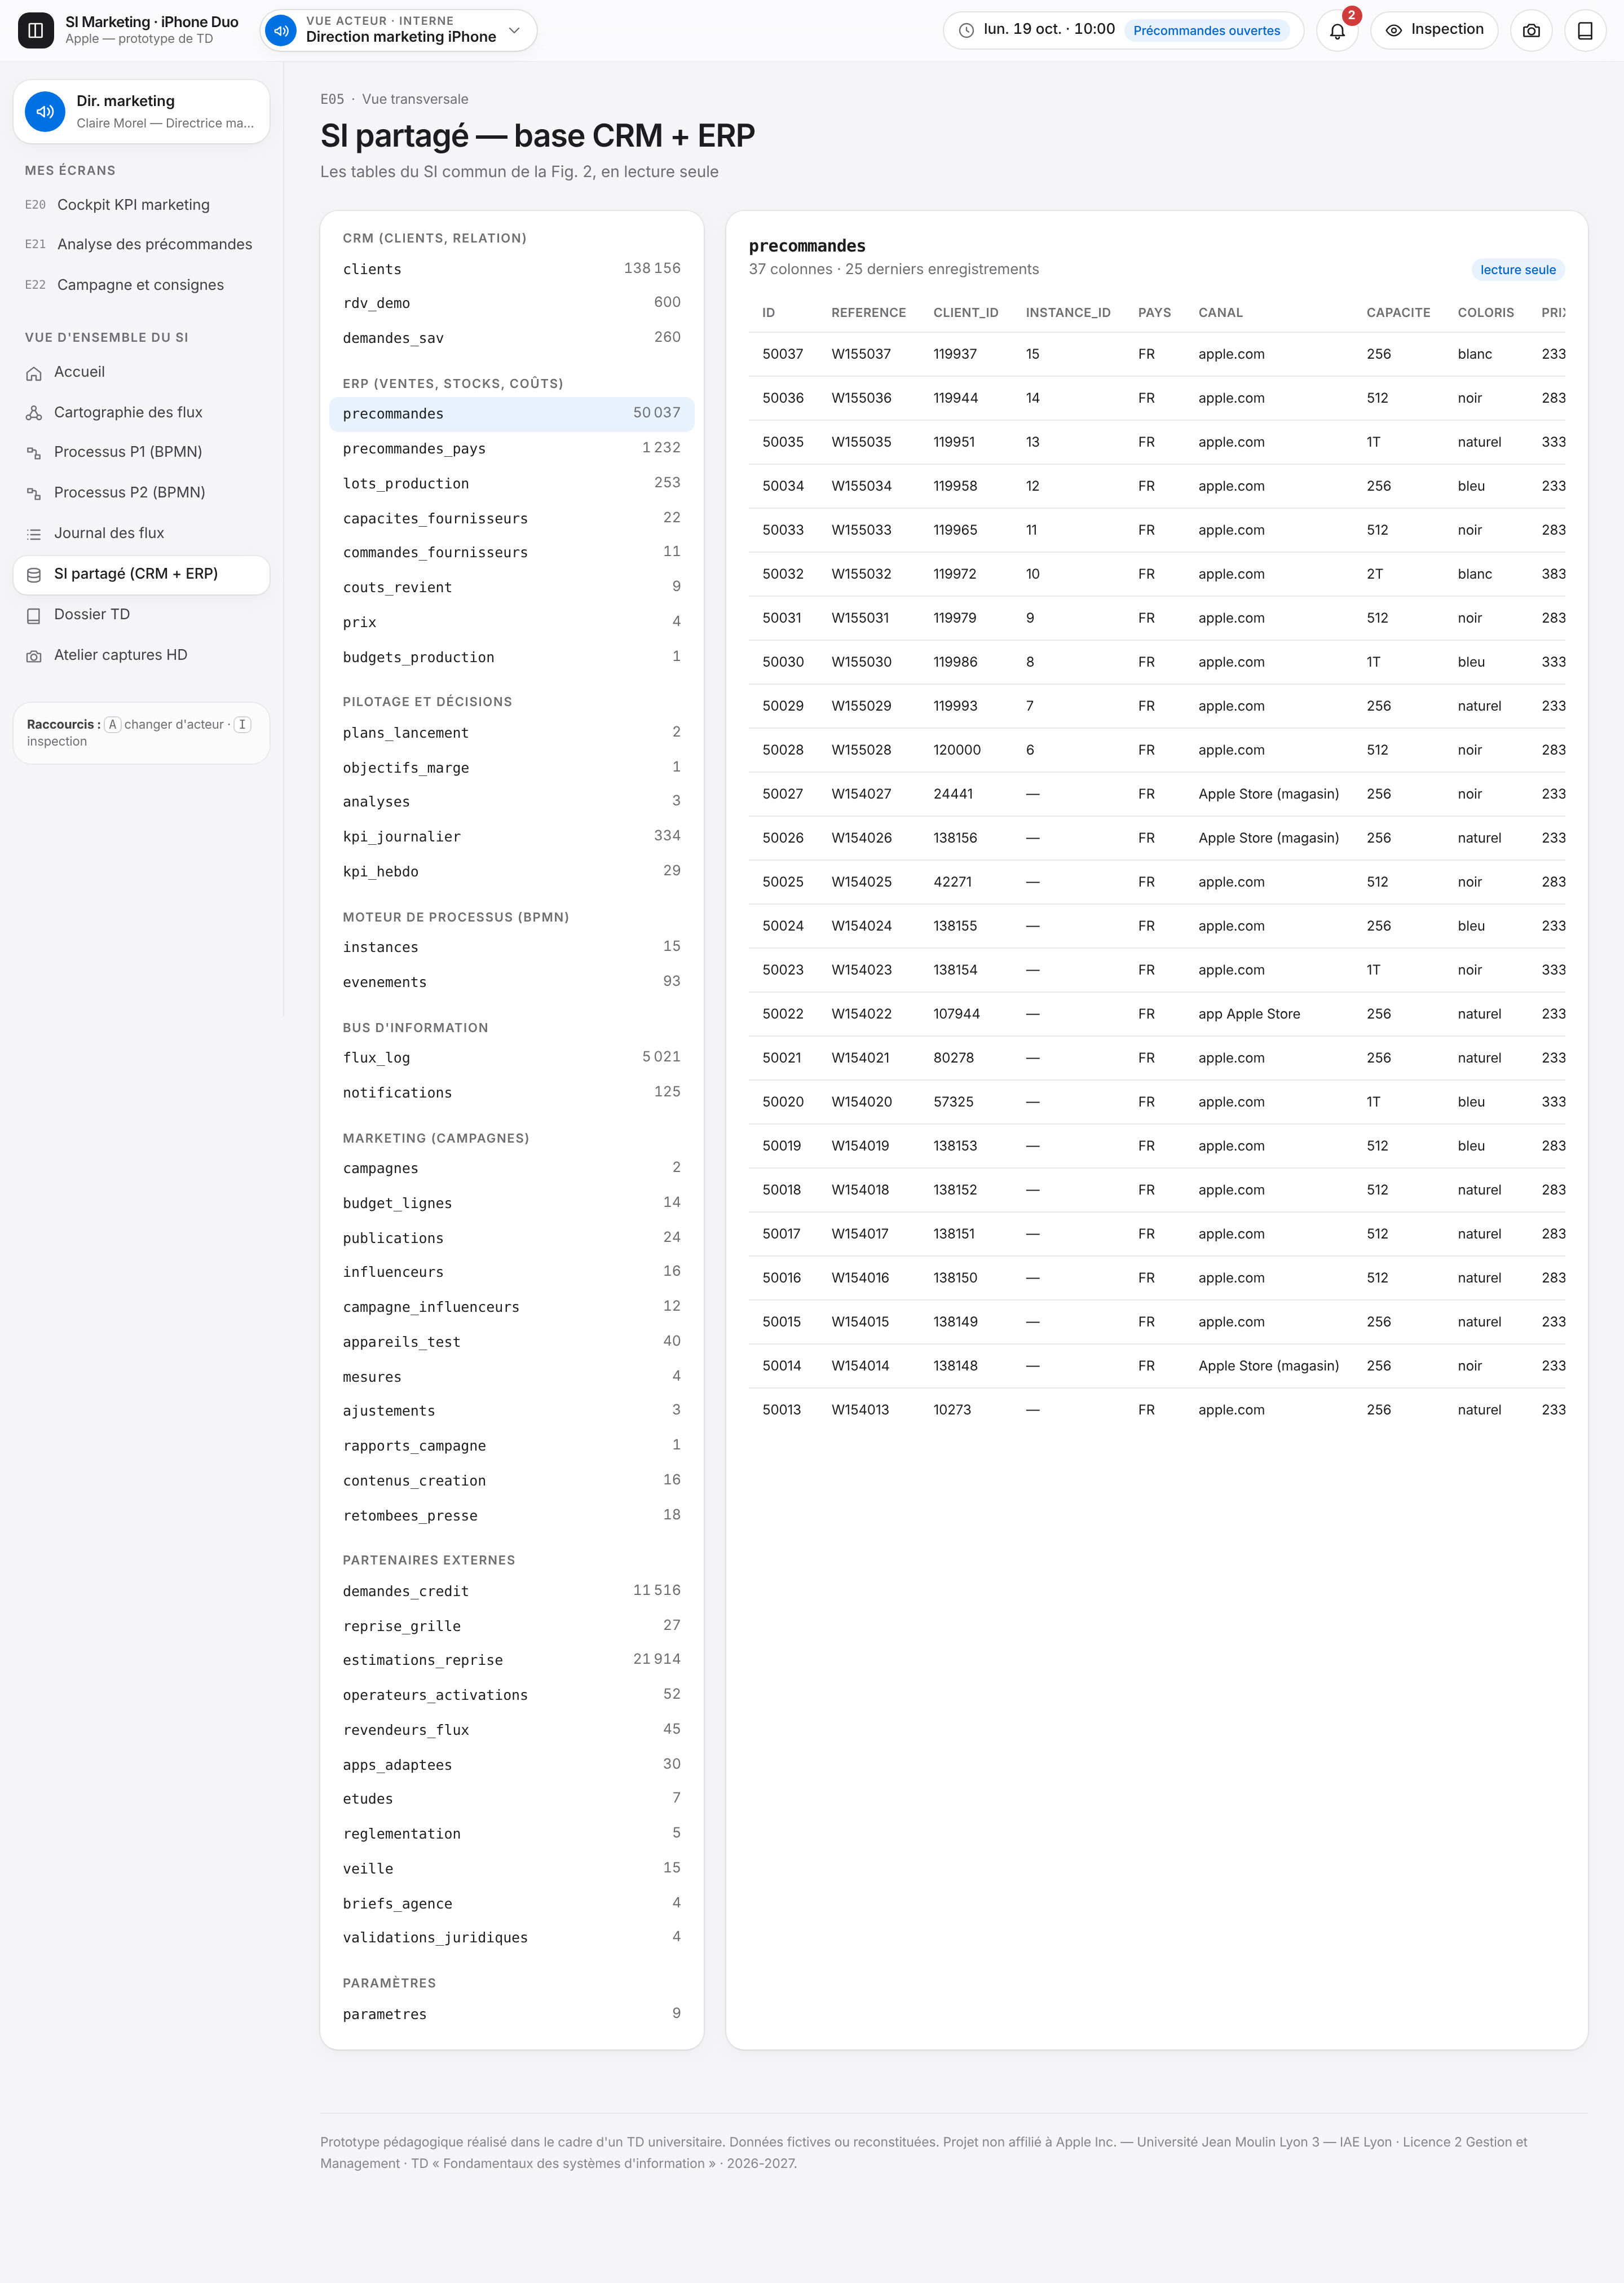 SI Marketing · iPhone Duo
Apple — prototype de TD
VUE ACTEUR · INTERNE
Direction marketing iPhone
lun. 19 oct. · 10:00 Précommandes ouvertes
2
Inspection
Dir. marketing
Claire Morel — Directrice ma...
MES ÉCRANS
E20 Cockpit KPI marketing
E21 Analyse des précommandes
E22 Campagne et consignes
VUE D'ENSEMBLE DU SI
Accueil
Cartographie des flux
Processus P1 (BPMN)
Processus P2 (BPMN)
Journal des flux
SI partagé (CRM + ERP)
Dossier TD
Atelier captures HD
Raccourcis : A changer d'acteur · I
inspection
E05 · Vue transversale
SI partagé — base CRM + ERP
Les tables du SI commun de la Fig. 2, en lecture seule
CRM (CLIENTS, RELATION)
clients 138 156
rdv_demo 600
demandes_sav 260
ERP (VENTES, STOCKS, COÛTS)
precommandes 50 037
precommandes_pays 1 232
lots_production 253
capacites_fournisseurs 22
commandes_fournisseurs 11
couts_revient 9
prix 4
budgets_production 1
PILOTAGE ET DÉCISIONS
plans_lancement 2
objectifs_marge 1
analyses 3
kpi_journalier 334
kpi_hebdo 29
MOTEUR DE PROCESSUS (BPMN)
instances 15
evenements 93
BUS D'INFORMATION
flux_log 5 021
notifications 125
MARKETING (CAMPAGNES)
campagnes 2
budget_lignes 14
publications 24
influenceurs 16
campagne_influenceurs 12
appareils_test 40
mesures 4
ajustements 3
rapports_campagne 1
contenus_creation 16
retombees_presse 18
PARTENAIRES EXTERNES
demandes_credit 11 516
reprise_grille 27
estimations_reprise 21 914
operateurs_activations 52
revendeurs_flux 45
apps_adaptees 30
etudes 7
reglementation 5
veille 15
briefs_agence 4
validations_juridiques 4
PARAMÈTRES
parametres 9
precommandes
37 colonnes · 25 derniers enregistrements
lecture seule
ID REFERENCE CLIENT_ID INSTANCE_ID PAYS CANAL CAPACITE COLORIS PRIX
50037 W155037 119937 15 FR apple.com 256 blanc 233
50036 W155036 119944 14 FR apple.com 512 noir 283
50035 W155035 119951 13 FR apple.com 1T naturel 333
50034 W155034 119958 12 FR apple.com 256 bleu 233
50033 W155033 119965 11 FR apple.com 512 noir 283
50032 W155032 119972 10 FR apple.com 2T blanc 383
50031 W155031 119979 9 FR apple.com 512 noir 283
50030 W155030 119986 8 FR apple.com 1T bleu 333
50029 W155029 119993 7 FR apple.com 256 naturel 233
50028 W155028 120000 6 FR apple.com 512 noir 283
50027 W154027 24441 — FR Apple Store (magasin) 256 noir 233
50026 W154026 138156 — FR Apple Store (magasin) 256 naturel 233
50025 W154025 42271 — FR apple.com 512 noir 283
50024 W154024 138155 — FR apple.com 256 bleu 233
50023 W154023 138154 — FR apple.com 1T noir 333
50022 W154022 107944 — FR app Apple Store 256 naturel 233
50021 W154021 80278 — FR apple.com 256 naturel 233
50020 W154020 57325 — FR apple.com 1T bleu 333
50019 W154019 138153 — FR apple.com 512 bleu 283
50018 W154018 138152 — FR apple.com 512 naturel 283
50017 W154017 138151 — FR apple.com 512 naturel 283
50016 W154016 138150 — FR apple.com 512 naturel 283
50015 W154015 138149 — FR apple.com 256 naturel 233
50014 W154014 138148 — FR Apple Store (magasin) 256 noir 233
50013 W154013 10273 — FR apple.com 256 naturel 233
Prototype pédagogique réalisé dans le cadre d'un TD universitaire. Données fictives ou reconstituées. Projet non affilié à Apple Inc. — Université Jean Moulin Lyon 3 — IAE Lyon · Licence 2 Gestion et
Management · TD « Fondamentaux des systèmes d'information » · 2026-2027.